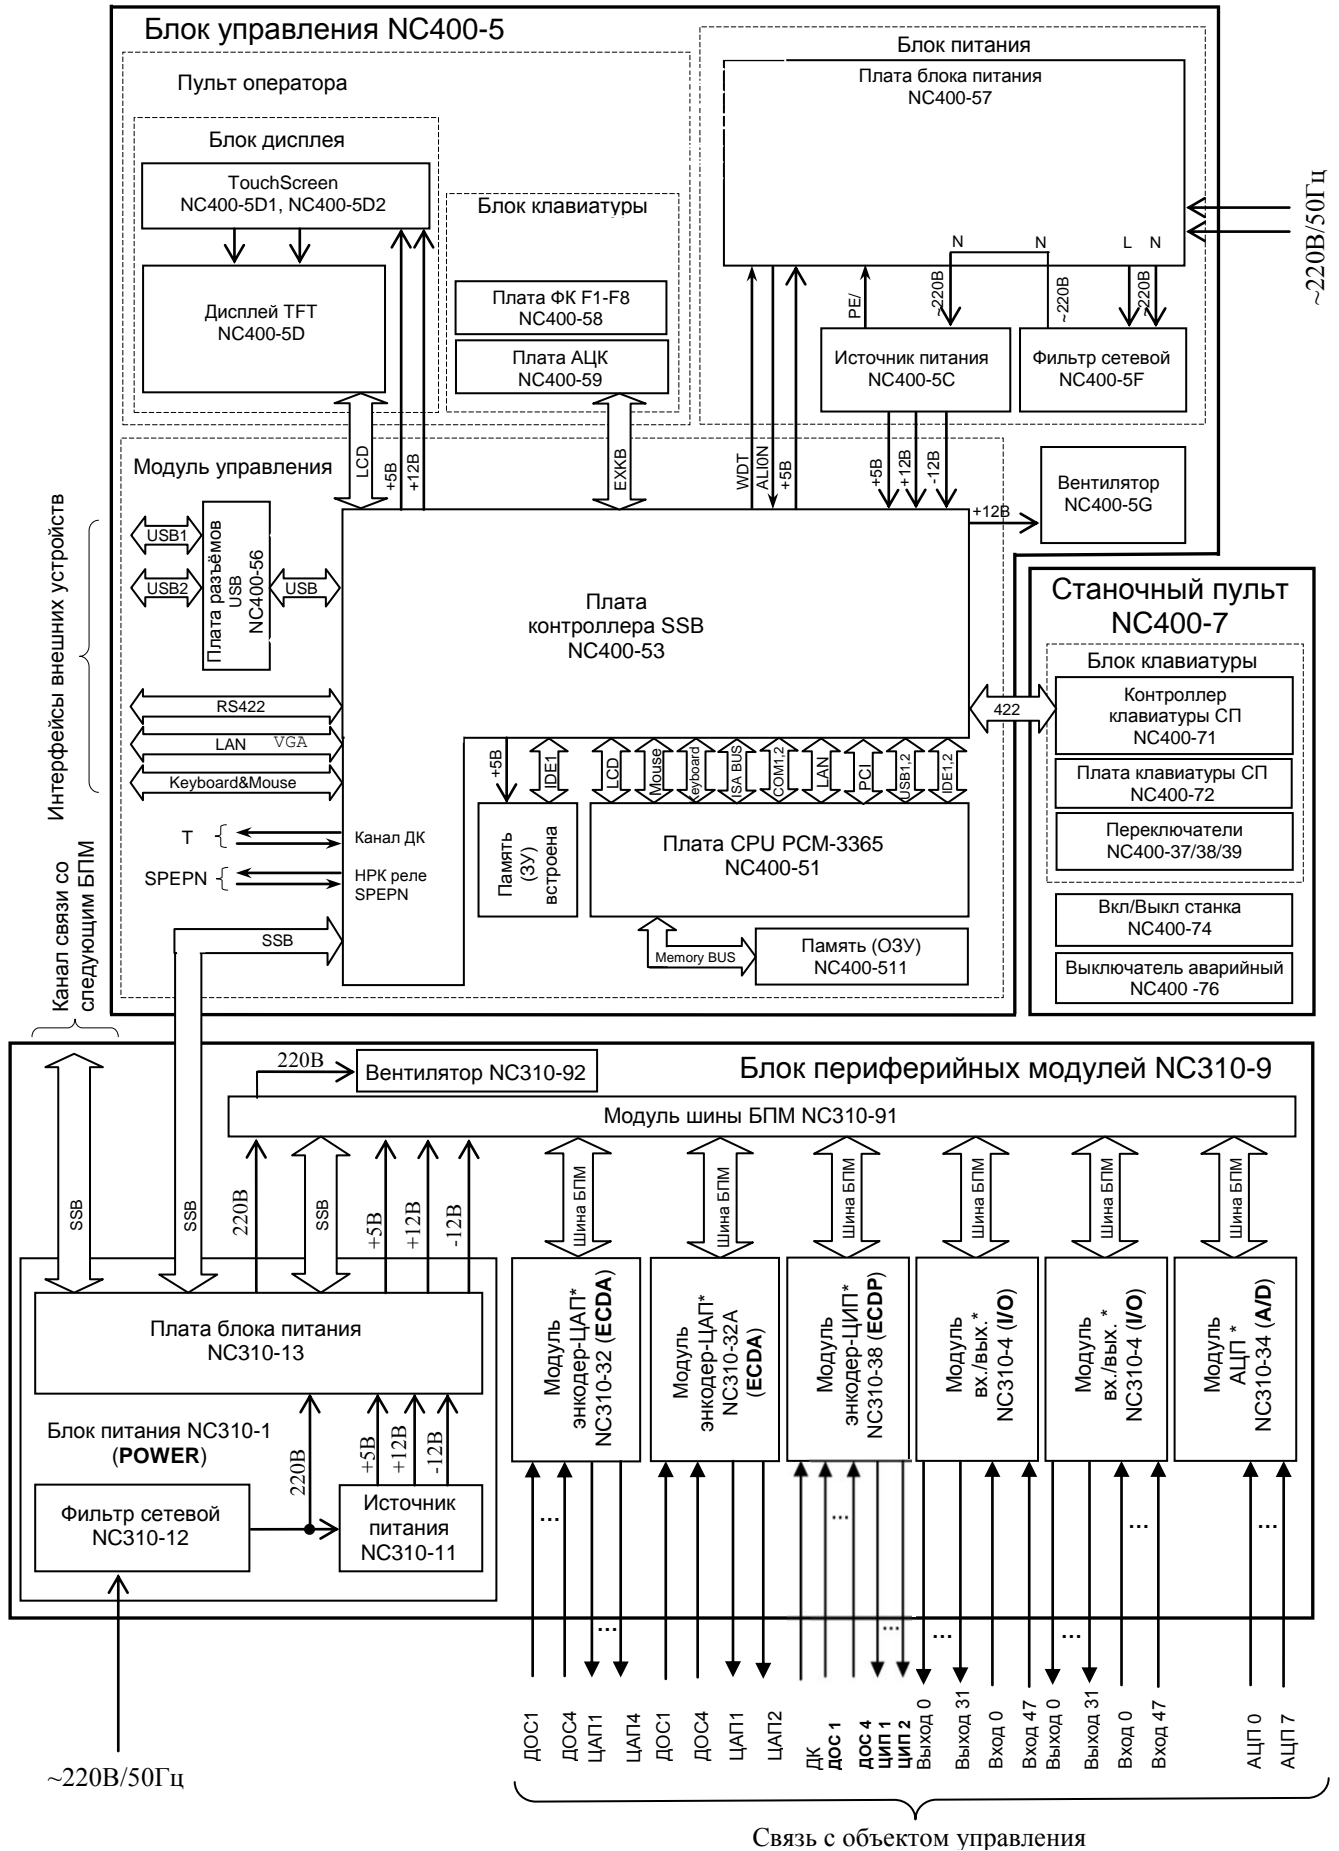 Блок управления NC400-5
Пульт оператора
Блок дисплея
TouchScreen
NC400-5D1, NC400-5D2
Дисплей TFT
NC400-5D
Блок клавиатуры
Плата ФК F1-F8
NC400-58
Плата АЦК
NC400-59
Блок питания
Плата блока питания
NC400-57
N
N
L
N
~220В/50Гц
PE/
~220В
~220В
~220В
Источник питания
NC400-5C
Фильтр сетевой
NC400-5F
Модуль управления
LCD
+5В
+12В
EXKB
WDT
ALI0N
+5В
+5В
+12В
-12В
Вентилятор
NC400-5G
+12В
Интерфейсы внешних устройств
USB1
USB2
Плата разъёмов
USB
NC400-56
USB
Плата
контроллера SSB
NC400-53
RS422
LAN
VGA
Keyboard&Mouse
T
Канал ДК
SPEPN
НРК реле
SPEPN
SSB
+5В
IDE1
LCD
Mouse
Keyboard
ISA BUS
COM1,2
LAN
PCI
USB1,2
IDE1,2
Память
(ЗУ)
встроена
Плата CPU PCM-3365
NC400-51
Memory BUS
Память (ОЗУ)
NC400-511
422
Станочный пульт
NC400-7
Блок клавиатуры
Контроллер
клавиатуры СП
NC400-71
Плата клавиатуры СП
NC400-72
Переключатели
NC400-37/38/39
Вкл/Выкл станка
NC400-74
Выключатель аварийный
NC400 -76
Канал связи со
следующим БПМ
Блок периферийных модулей NC310-9
220В
Вентилятор NC310-92
Модуль шины БПМ NC310-91
SSB
SSB
220В
SSB
+5В
+12В
-12В
Шина БПМ
Шина БПМ
Шина БПМ
Шина БПМ
Шина БПМ
Шина БПМ
Плата блока питания
NC310-13
Блок питания NC310-1
(POWER)
220В
+5В
+12В
-12В
Фильтр сетевой
NC310-12
Источник
питания
NC310-11
Модуль
энкодер-ЦАП*
NC310-32 (ECDA)
Модуль
энкодер-ЦАП*
NC310-32A
(ECDA)
Модуль
энкодер-ЦИП*
NC310-38 (ECDP)
Модуль
вх./вых.*
NC310-4 (I/O)
Модуль
вх./вых.*
NC310-4 (I/O)
Модуль
АЦП*
NC310-34 (A/D)
...
...
...
...
...
...
...
...
...
~220В/50Гц
ДОС1
ДОС4
ЦАП1
ЦАП4
ДОС1
ДОС4
ЦАП1
ЦАП2
ДК
ДОС 1
ДОС 4
ЦИП 1
ЦИП 2
Выход 0
Выход 31
Вход 0
Вход 47
Выход 0
Выход 31
Вход 0
Вход 47
АЦП 0
АЦП 7
Связь с объектом управления